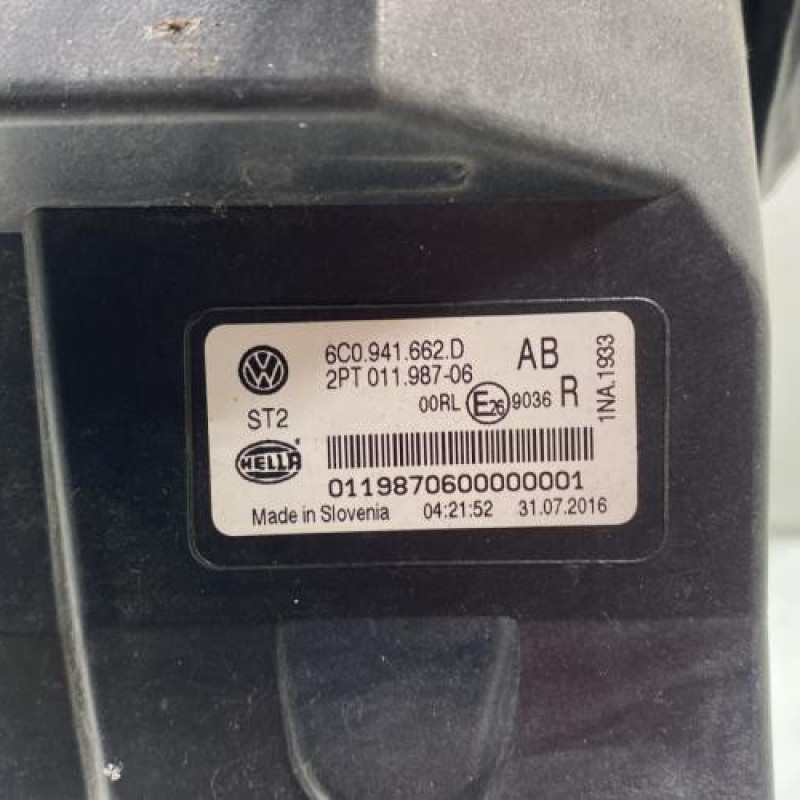 6C0.941.662.D AB
2PT 011.987-06
00RL E26 9036 R
1NA.1933
ST2
HELLA
0119870600000001
Made in Slovenia 04:21:52 31.07.2016